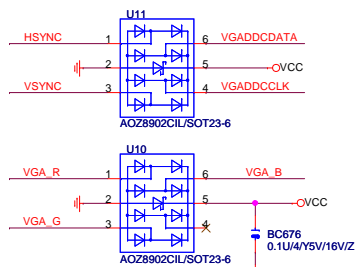 U11
HSYNC 1 6 VGADDCDATA
2 5 VCC
VSYNC 3 4 VGADDCCLK
AOZ8902CIL/SOT23-6
U10
VGA_R 1 6 VGA_B
2 5 VCC
VGA_G 3 4
BC676
0.1U/4/Y5V/16V/Z
AOZ8902CIL/SOT23-6